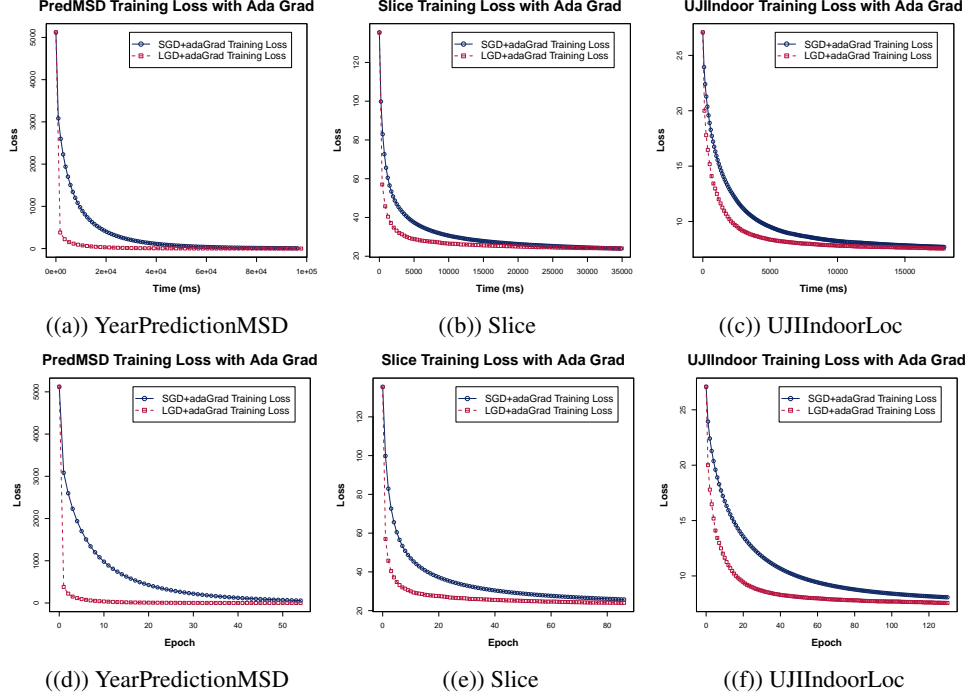 PredMSD Training Loss with Ada Grad
Slice Training Loss with Ada Grad
UJIIndoor Training Loss with Ada Grad
SGD+adaGrad Training Loss
LGD+adaGrad Training Loss
SGD+adaGrad Training Loss
LGD+adaGrad Training Loss
SGD+adaGrad Training Loss
LGD+adaGrad Training Loss
Loss
0 1000 2000 3000 4000 5000
Loss
20 40 60 80 100 120
Loss
10 15 20 25
0e+00 2e+04 4e+04 6e+04 8e+04 1e+05
0 5000 10000 15000 20000 25000 30000 35000
0 5000 10000 15000
Time (ms)
Time (ms)
Time (ms)
((a)) YearPredictionMSD
((b)) Slice
((c)) UJIIndoorLoc
PredMSD Training Loss with Ada Grad
Slice Training Loss with Ada Grad
UJIIndoor Training Loss with Ada Grad
SGD+adaGrad Training Loss
LGD+adaGrad Training Loss
SGD+adaGrad Training Loss
LGD+adaGrad Training Loss
SGD+adaGrad Training Loss
LGD+adaGrad Training Loss
Loss
0 1000 2000 3000 4000 5000
Loss
20 40 60 80 100 120
Loss
10 15 20 25
0 10 20 30 40 50
0 20 40 60 80
0 20 40 60 80 100 120
Epoch
Epoch
Epoch
((d)) YearPredictionMSD
((e)) Slice
((f)) UJIIndoorLoc